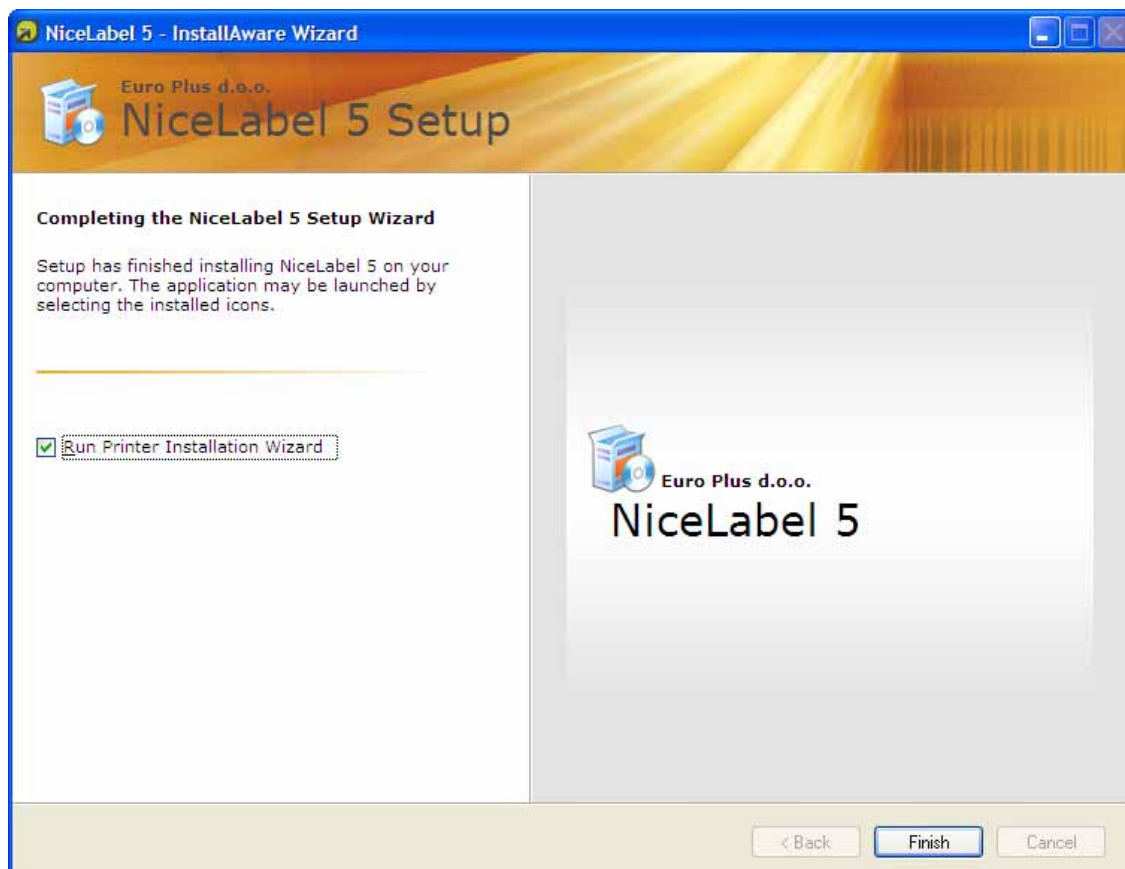 NiceLabel 5 - InstallAware Wizard
Euro Plus d.o.o.
NiceLabel 5 Setup
Completing the NiceLabel 5 Setup Wizard
Setup has finished installing NiceLabel 5 on your
computer. The application may be launched by
selecting the installed icons.
Run Printer Installation Wizard
Euro Plus d.o.o.
NiceLabel 5
< Back
Finish
Cancel